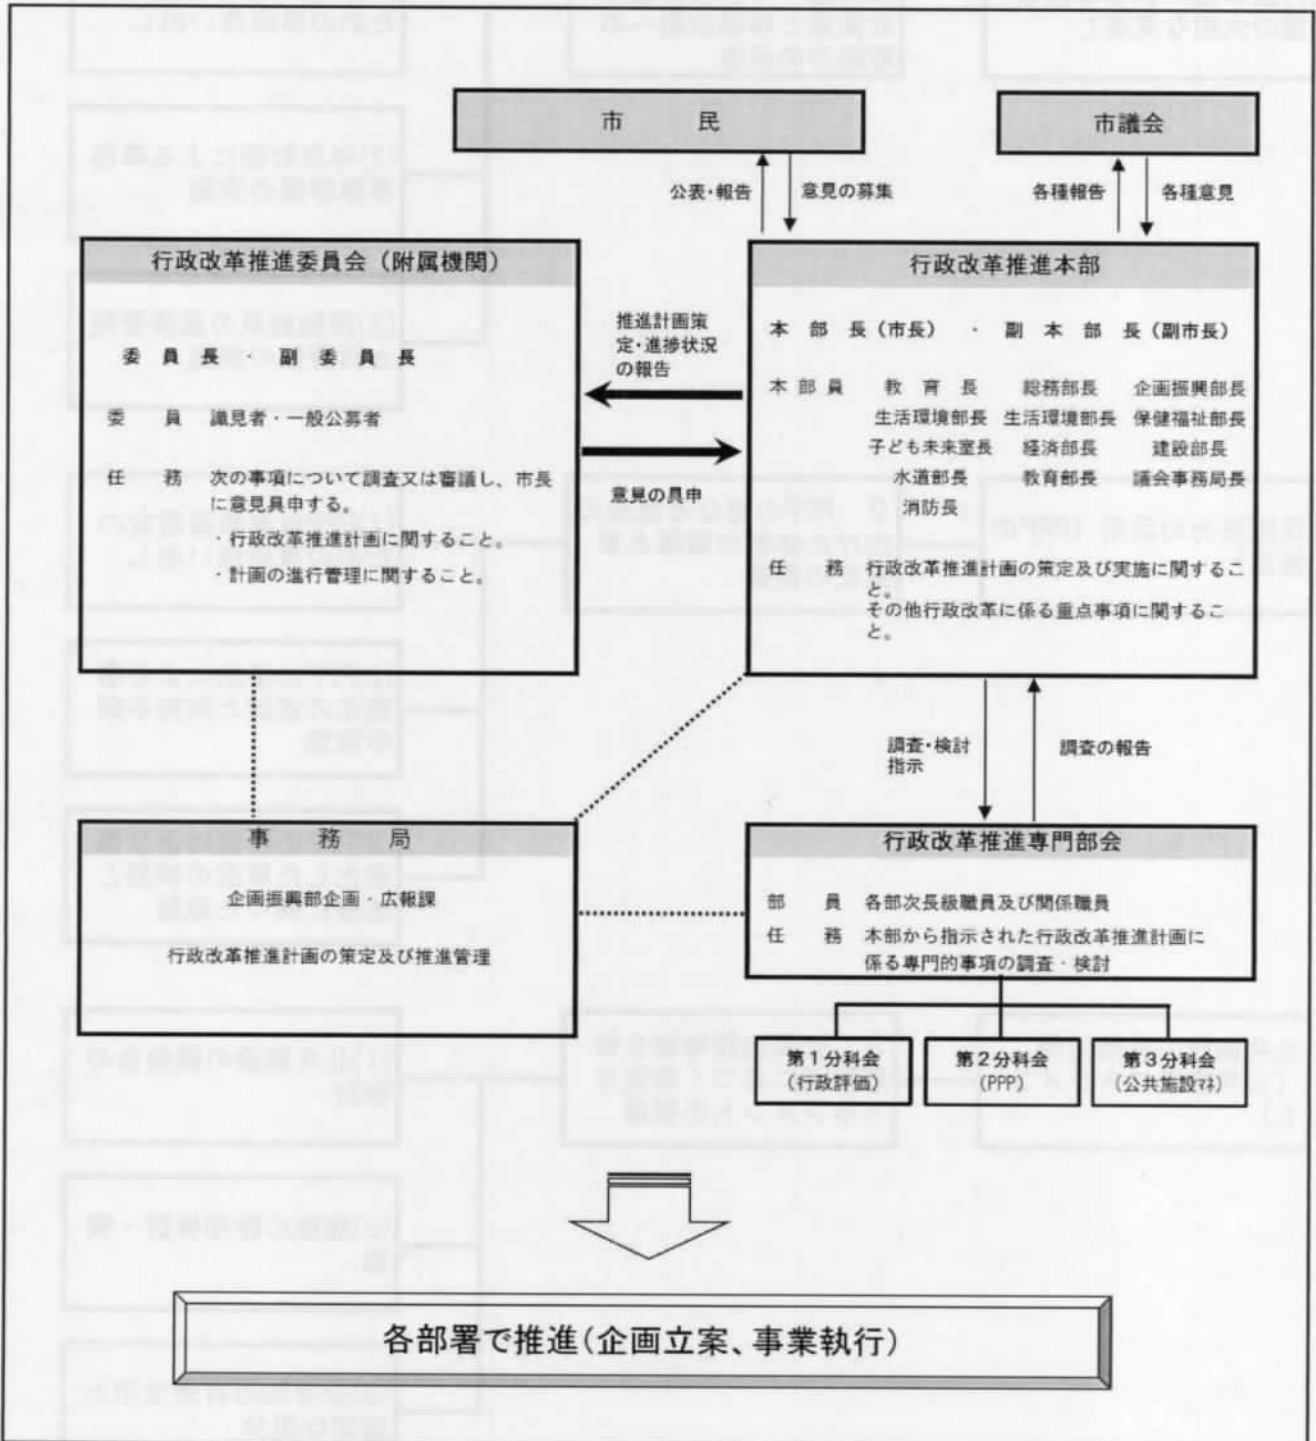 市　　民
市議会
公表・報告
意見の募集
各種報告
各種意見
行政改革推進委員会（附属機関）
委　員　長　・　副　委　員　長
委　　員　識見者・一般公募者
任　　務　次の事項について調査又は審議し、市長
に意見具申する。
・行政改革推進計画に関すること。
・計画の進行管理に関すること。
推進計画策
定・進捗状況
の報告
意見の具申
行政改革推進本部
本　部　長（市長）　・　副　本　部　長（副市長）
本 部 員　教　育　長　総務部長　企画振興部長
生活環境部長　生活環境部長　保健福祉部長
子ども未来室長　経済部長　建設部長
水道部長　教育部長　議会事務局長
消防長
任　　務　行政改革推進計画の策定及び実施に関するこ
と。
その他行政改革に係る重点事項に関するこ
と。
調査・検討
指示
調査の報告
事　務　局
企画振興部企画・広報課
行政改革推進計画の策定及び推進管理
行政改革推進専門部会
部　　員　各部次長級職員及び関係職員
任　　務　本部から指示された行政改革推進計画に
係る専門的事項の調査・検討
第１分科会
（行政評価）
第２分科会
（PPP）
第３分科会
（公共施設ﾏﾈ）
各部署で推進（企画立案、事業執行）